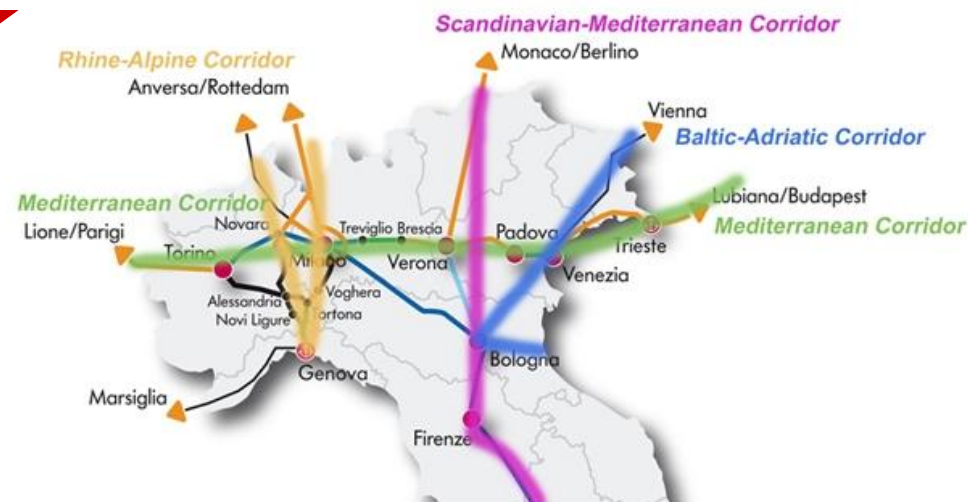 Scandinavian-Mediterranean Corridor
Monaco/Berlino
Rhine-Alpine Corridor
Anversa/Rottedam
Vienna
Baltic-Adriatic Corridor
Mediterranean Corridor
Lubiana/Budapest
Mediterranean Corridor
Lione/Parigi
Novara
Treviglio Brescia
Padova
Trieste
Torino
Milano
Verona
Venezia
Alessandria
Voghera
Novi Ligure
Tortona
Bologna
Genova
Marsiglia
Firenze